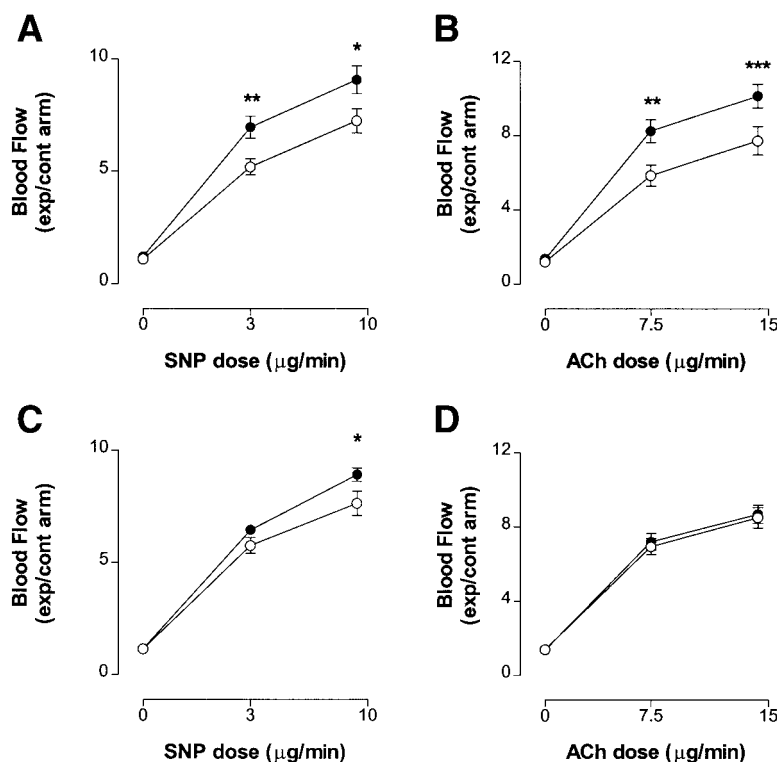 A
Blood Flow
(exp/cont arm)
10
5
0
**
*
0 3 10
SNP dose (μg/min)
B
Blood Flow
(exp/cont arm)
12
8
4
0
**
***
0 7.5 15
ACh dose (μg/min)
C
Blood Flow
(exp/cont arm)
10
5
0
*
0 3 10
SNP dose (μg/min)
D
Blood Flow
(exp/cont arm)
12
8
4
0
0 7.5 15
ACh dose (μg/min)